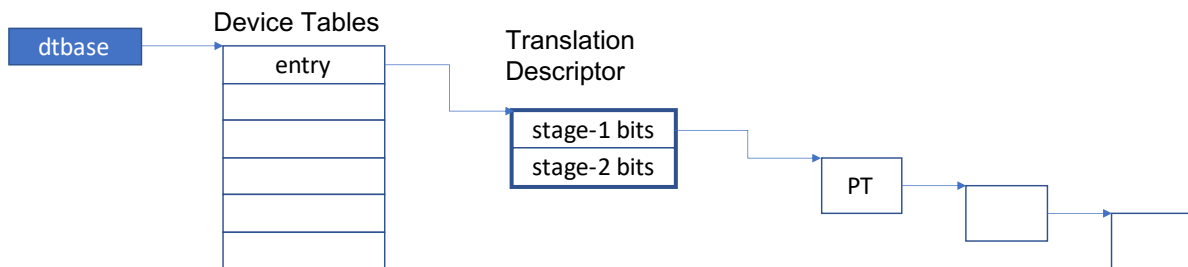 Device Tables
dtbase
entry
Translation
Descriptor
stage-1 bits
stage-2 bits
PT